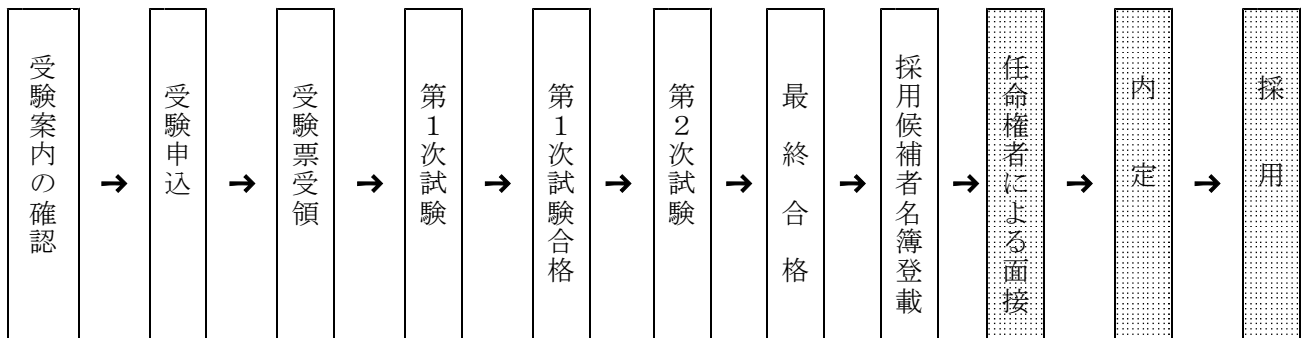 受験案内の確認
→
受験申込
→
受験票受領
→
第１次試験
→
第１次試験合格
→
第２次試験
→
最終合格
→
採用候補者名簿登載
→
任命権者による面接
→
内定
→
採用